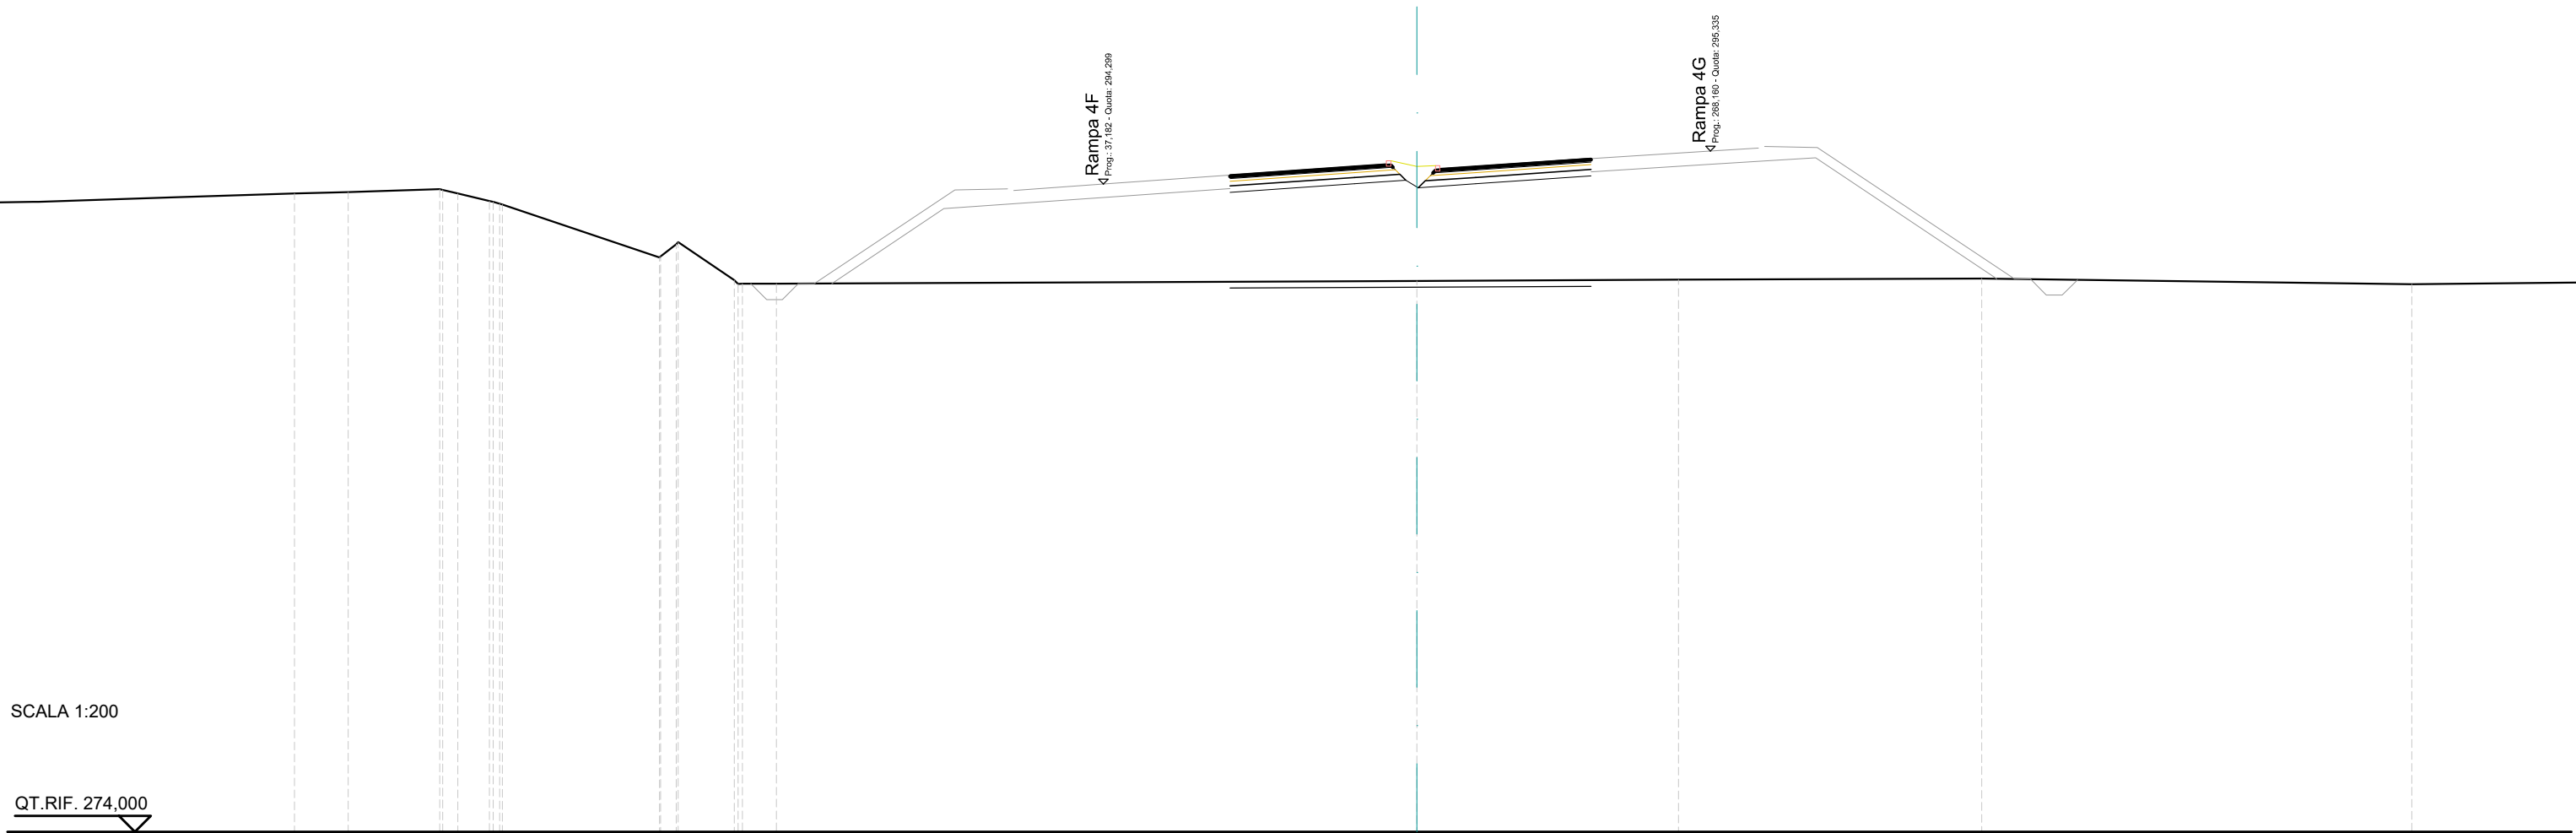 Rampa 4F
Prog.: 37,182 - Quota: 294,299
Rampa 4G
Prog.: 268,160 - Quota: 295,335
SCALA 1:200
QT.RIF. 274,000